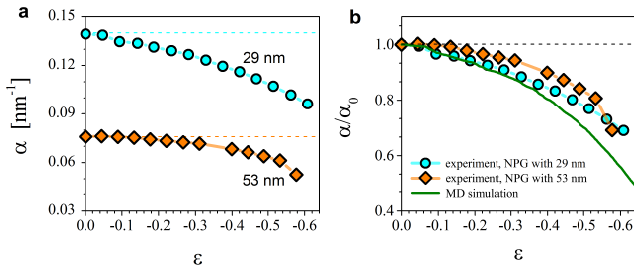 a
0.15
0.12
0.09
0.06
0.03
α [nm⁻¹]
29 nm
53 nm
0.0 -0.1 -0.2 -0.3 -0.4 -0.5 -0.6
ε
b
1.2
1.0
0.8
0.6
0.4
α/α₀
experiment, NPG with 29 nm
experiment, NPG with 53 nm
MD simulation
0.0 -0.1 -0.2 -0.3 -0.4 -0.5 -0.6
ε